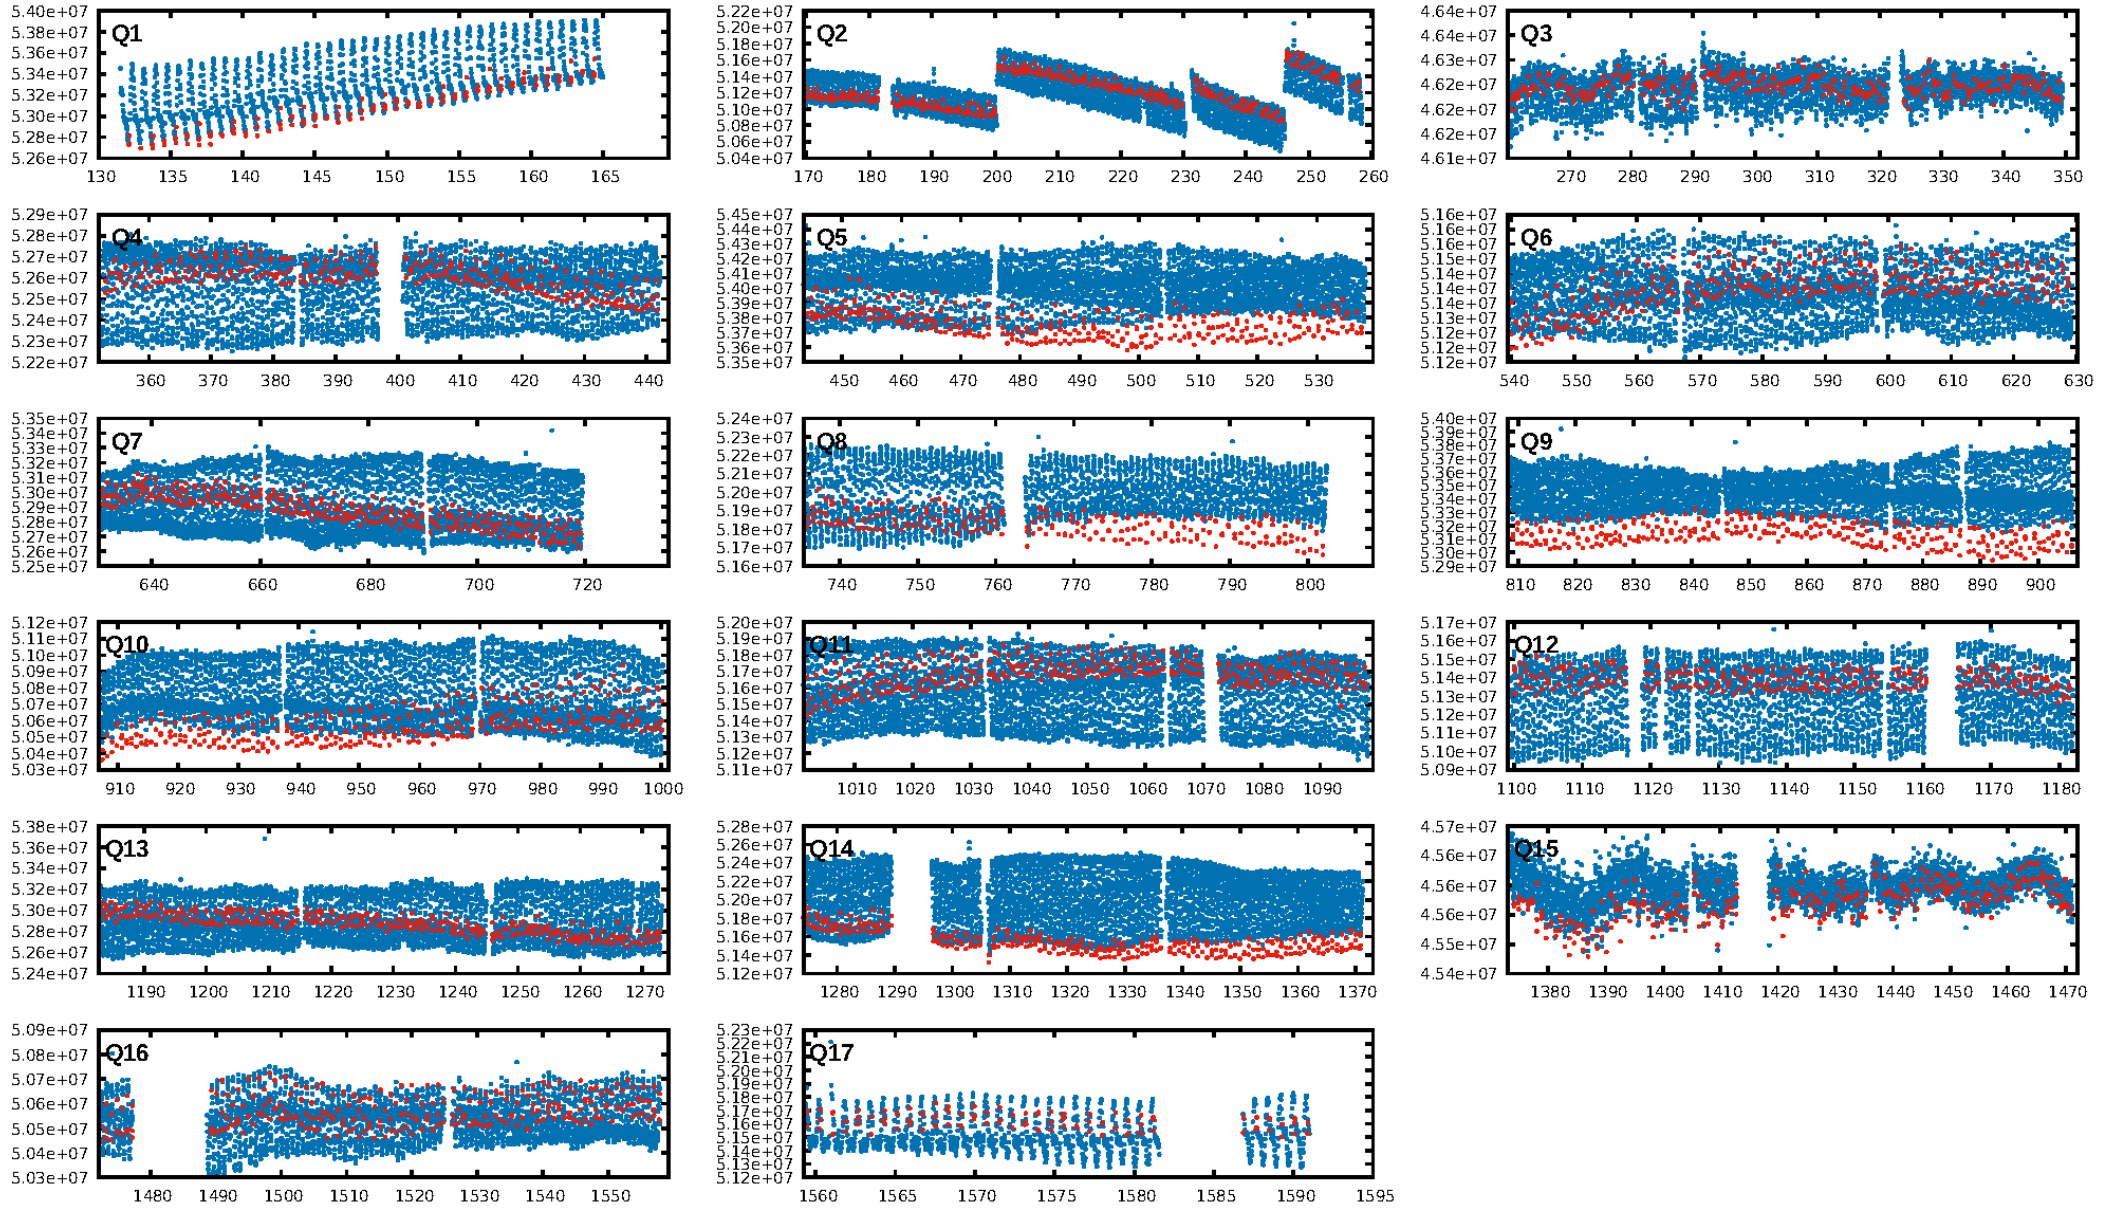 5.40e+07
5.38e+07
5.36e+07
5.34e+07
5.32e+07
5.30e+07
5.28e+07
5.26e+07
Q1
130 135 140 145 150 155 160 165
5.22e+07
5.20e+07
5.18e+07
5.16e+07
5.14e+07
5.12e+07
5.10e+07
5.08e+07
5.06e+07
5.04e+07
Q2
170 180 190 200 210 220 230 240 250 260
4.64e+07
4.64e+07
4.63e+07
4.62e+07
4.62e+07
4.62e+07
4.61e+07
Q3
270 280 290 300 310 320 330 340 350
5.29e+07
5.28e+07
5.27e+07
5.26e+07
5.25e+07
5.24e+07
5.23e+07
5.22e+07
Q4
360 370 380 390 400 410 420 430 440
5.45e+07
5.44e+07
5.43e+07
5.42e+07
5.41e+07
5.40e+07
5.39e+07
5.38e+07
5.37e+07
5.36e+07
5.35e+07
Q5
450 460 470 480 490 500 510 520 530
5.16e+07
5.16e+07
5.16e+07
5.15e+07
5.14e+07
5.14e+07
5.14e+07
5.13e+07
5.12e+07
5.12e+07
5.12e+07
Q6
540 550 560 570 580 590 600 610 620 630
5.35e+07
5.34e+07
5.33e+07
5.32e+07
5.31e+07
5.30e+07
5.29e+07
5.28e+07
5.27e+07
5.26e+07
5.25e+07
Q7
640 660 680 700 720
5.24e+07
5.23e+07
5.22e+07
5.21e+07
5.20e+07
5.19e+07
5.18e+07
5.17e+07
5.16e+07
Q8
740 750 760 770 780 790 800
5.40e+07
5.39e+07
5.38e+07
5.37e+07
5.36e+07
5.35e+07
5.34e+07
5.33e+07
5.32e+07
5.31e+07
5.30e+07
5.29e+07
Q9
810 820 830 840 850 860 870 880 890 900
5.12e+07
5.11e+07
5.10e+07
5.09e+07
5.08e+07
5.07e+07
5.06e+07
5.05e+07
5.04e+07
5.03e+07
Q10
910 920 930 940 950 960 970 980 990 1000
5.20e+07
5.19e+07
5.18e+07
5.17e+07
5.16e+07
5.15e+07
5.14e+07
5.13e+07
5.12e+07
5.11e+07
Q11
1010 1020 1030 1040 1050 1060 1070 1080 1090
5.17e+07
5.16e+07
5.15e+07
5.14e+07
5.13e+07
5.12e+07
5.11e+07
5.10e+07
5.09e+07
Q12
1100 1110 1120 1130 1140 1150 1160 1170 1180
5.38e+07
5.36e+07
5.34e+07
5.32e+07
5.30e+07
5.28e+07
5.26e+07
5.24e+07
Q13
1190 1200 1210 1220 1230 1240 1250 1260 1270
5.28e+07
5.26e+07
5.24e+07
5.22e+07
5.20e+07
5.18e+07
5.16e+07
5.14e+07
5.12e+07
Q14
1280 1290 1300 1310 1320 1330 1340 1350 1360 1370
4.57e+07
4.56e+07
4.56e+07
4.56e+07
4.55e+07
4.54e+07
Q15
1380 1390 1400 1410 1420 1430 1440 1450 1460 1470
5.09e+07
5.08e+07
5.07e+07
5.06e+07
5.05e+07
5.04e+07
5.03e+07
Q16
1480 1490 1500 1510 1520 1530 1540 1550
5.23e+07
5.22e+07
5.21e+07
5.20e+07
5.19e+07
5.18e+07
5.17e+07
5.16e+07
5.15e+07
5.14e+07
5.13e+07
5.12e+07
Q17
1560 1565 1570 1575 1580 1585 1590 1595